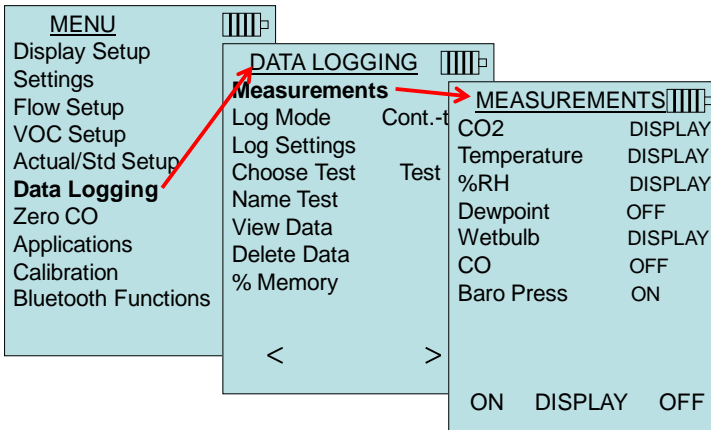 MENU
Display Setup
Settings
Flow Setup
VOC Setup
Actual/Std Setup
Data Logging
Zero CO
Applications
Calibration
Bluetooth Functions
DATA LOGGING
Measurements
Log Mode Cont.-t
Log Settings
Choose Test Test
Name Test
View Data
Delete Data
% Memory
< >
MEASUREMENTS
CO2 DISPLAY
Temperature DISPLAY
%RH DISPLAY
Dewpoint OFF
Wetbulb DISPLAY
CO OFF
Baro Press ON
ON DISPLAY OFF